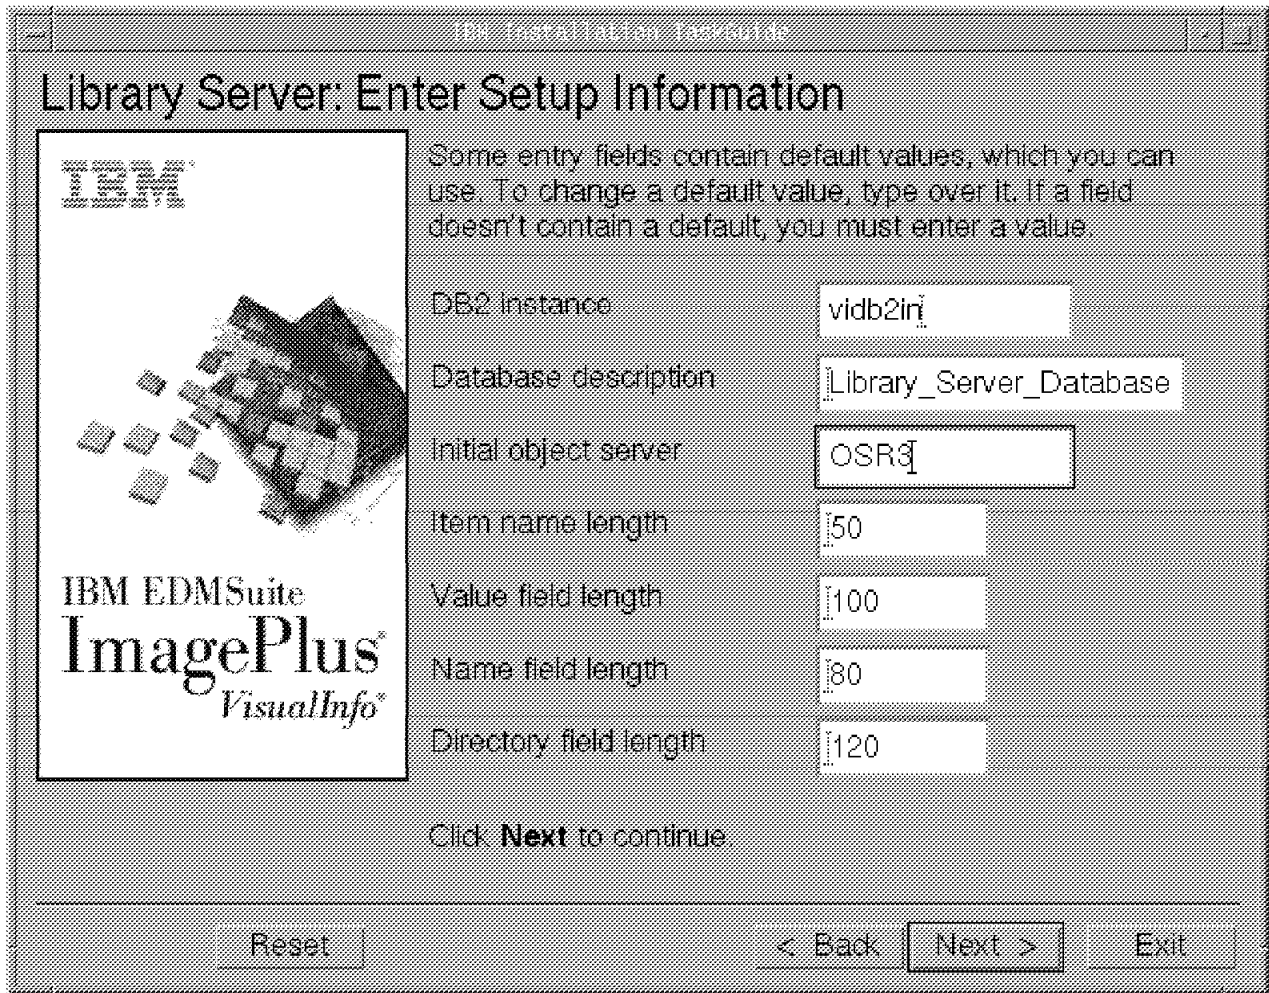 IBM Installation TaskGuide
Library Server: Enter Setup Information
IBM
Some entry fields contain default values, which you can
use. To change a default value, type over it. If a field
doesn't contain a default, you must enter a value.
DB2 instance vidb2in
Database description Library_Server_Database
Initial object server OSR3
Item name length 50
Value field length 100
Name field length 80
Directory field length 120
IBM EDMSuite
ImagePlus®
VisualInfo®
Click Next to continue.
Reset < Back Next > Exit